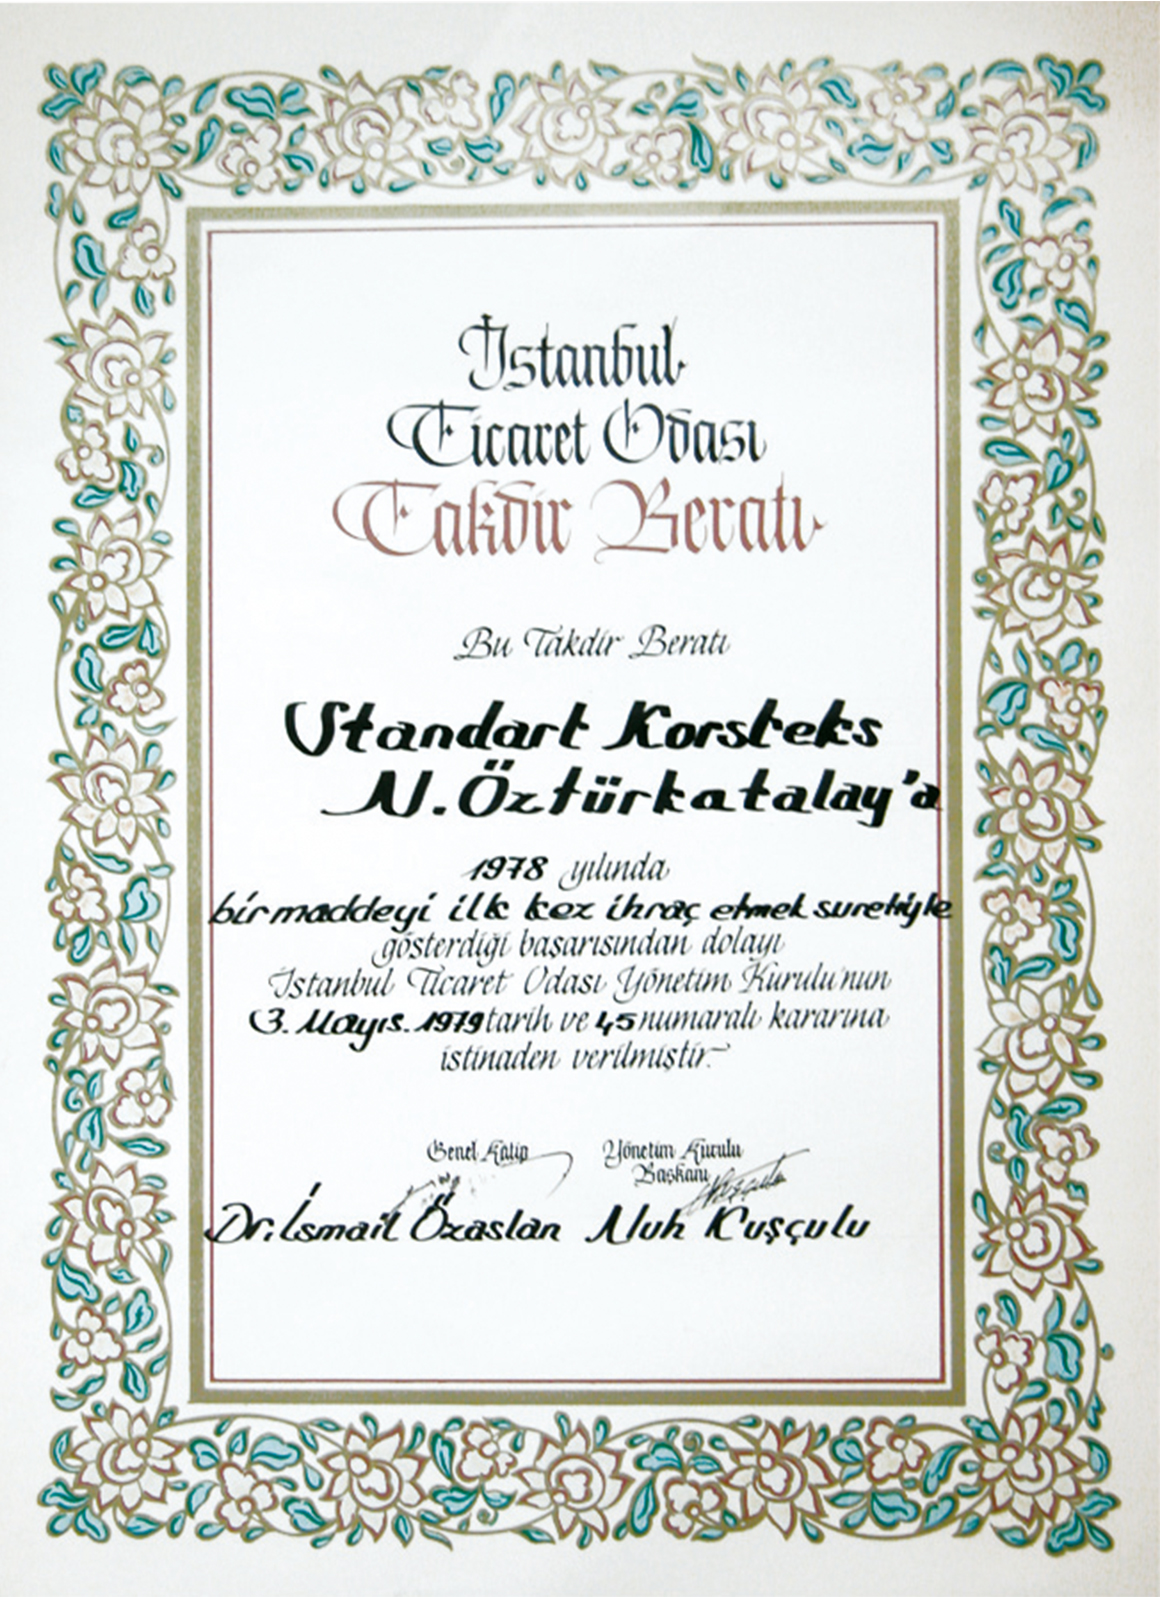 İstanbul
Ticaret Odası
Takdir Beratı
Bu Takdir Beratı
Standart Korsteks
N. Öztürkatalay'a
1978 yılında
bir maddeyi ilk kez ihraç etmek suretiyle
gösterdiği başarısından dolayı
İstanbul Ticaret Odası Yönetim Kurulu'nun
3. Mayıs. 1979 tarih ve 45 numaralı kararına
istinaden verilmiştir.
Genel Katip
Dr. İsmail Özaslan
Yönetim Kurulu
Başkanı
Nuh Kuşçulu